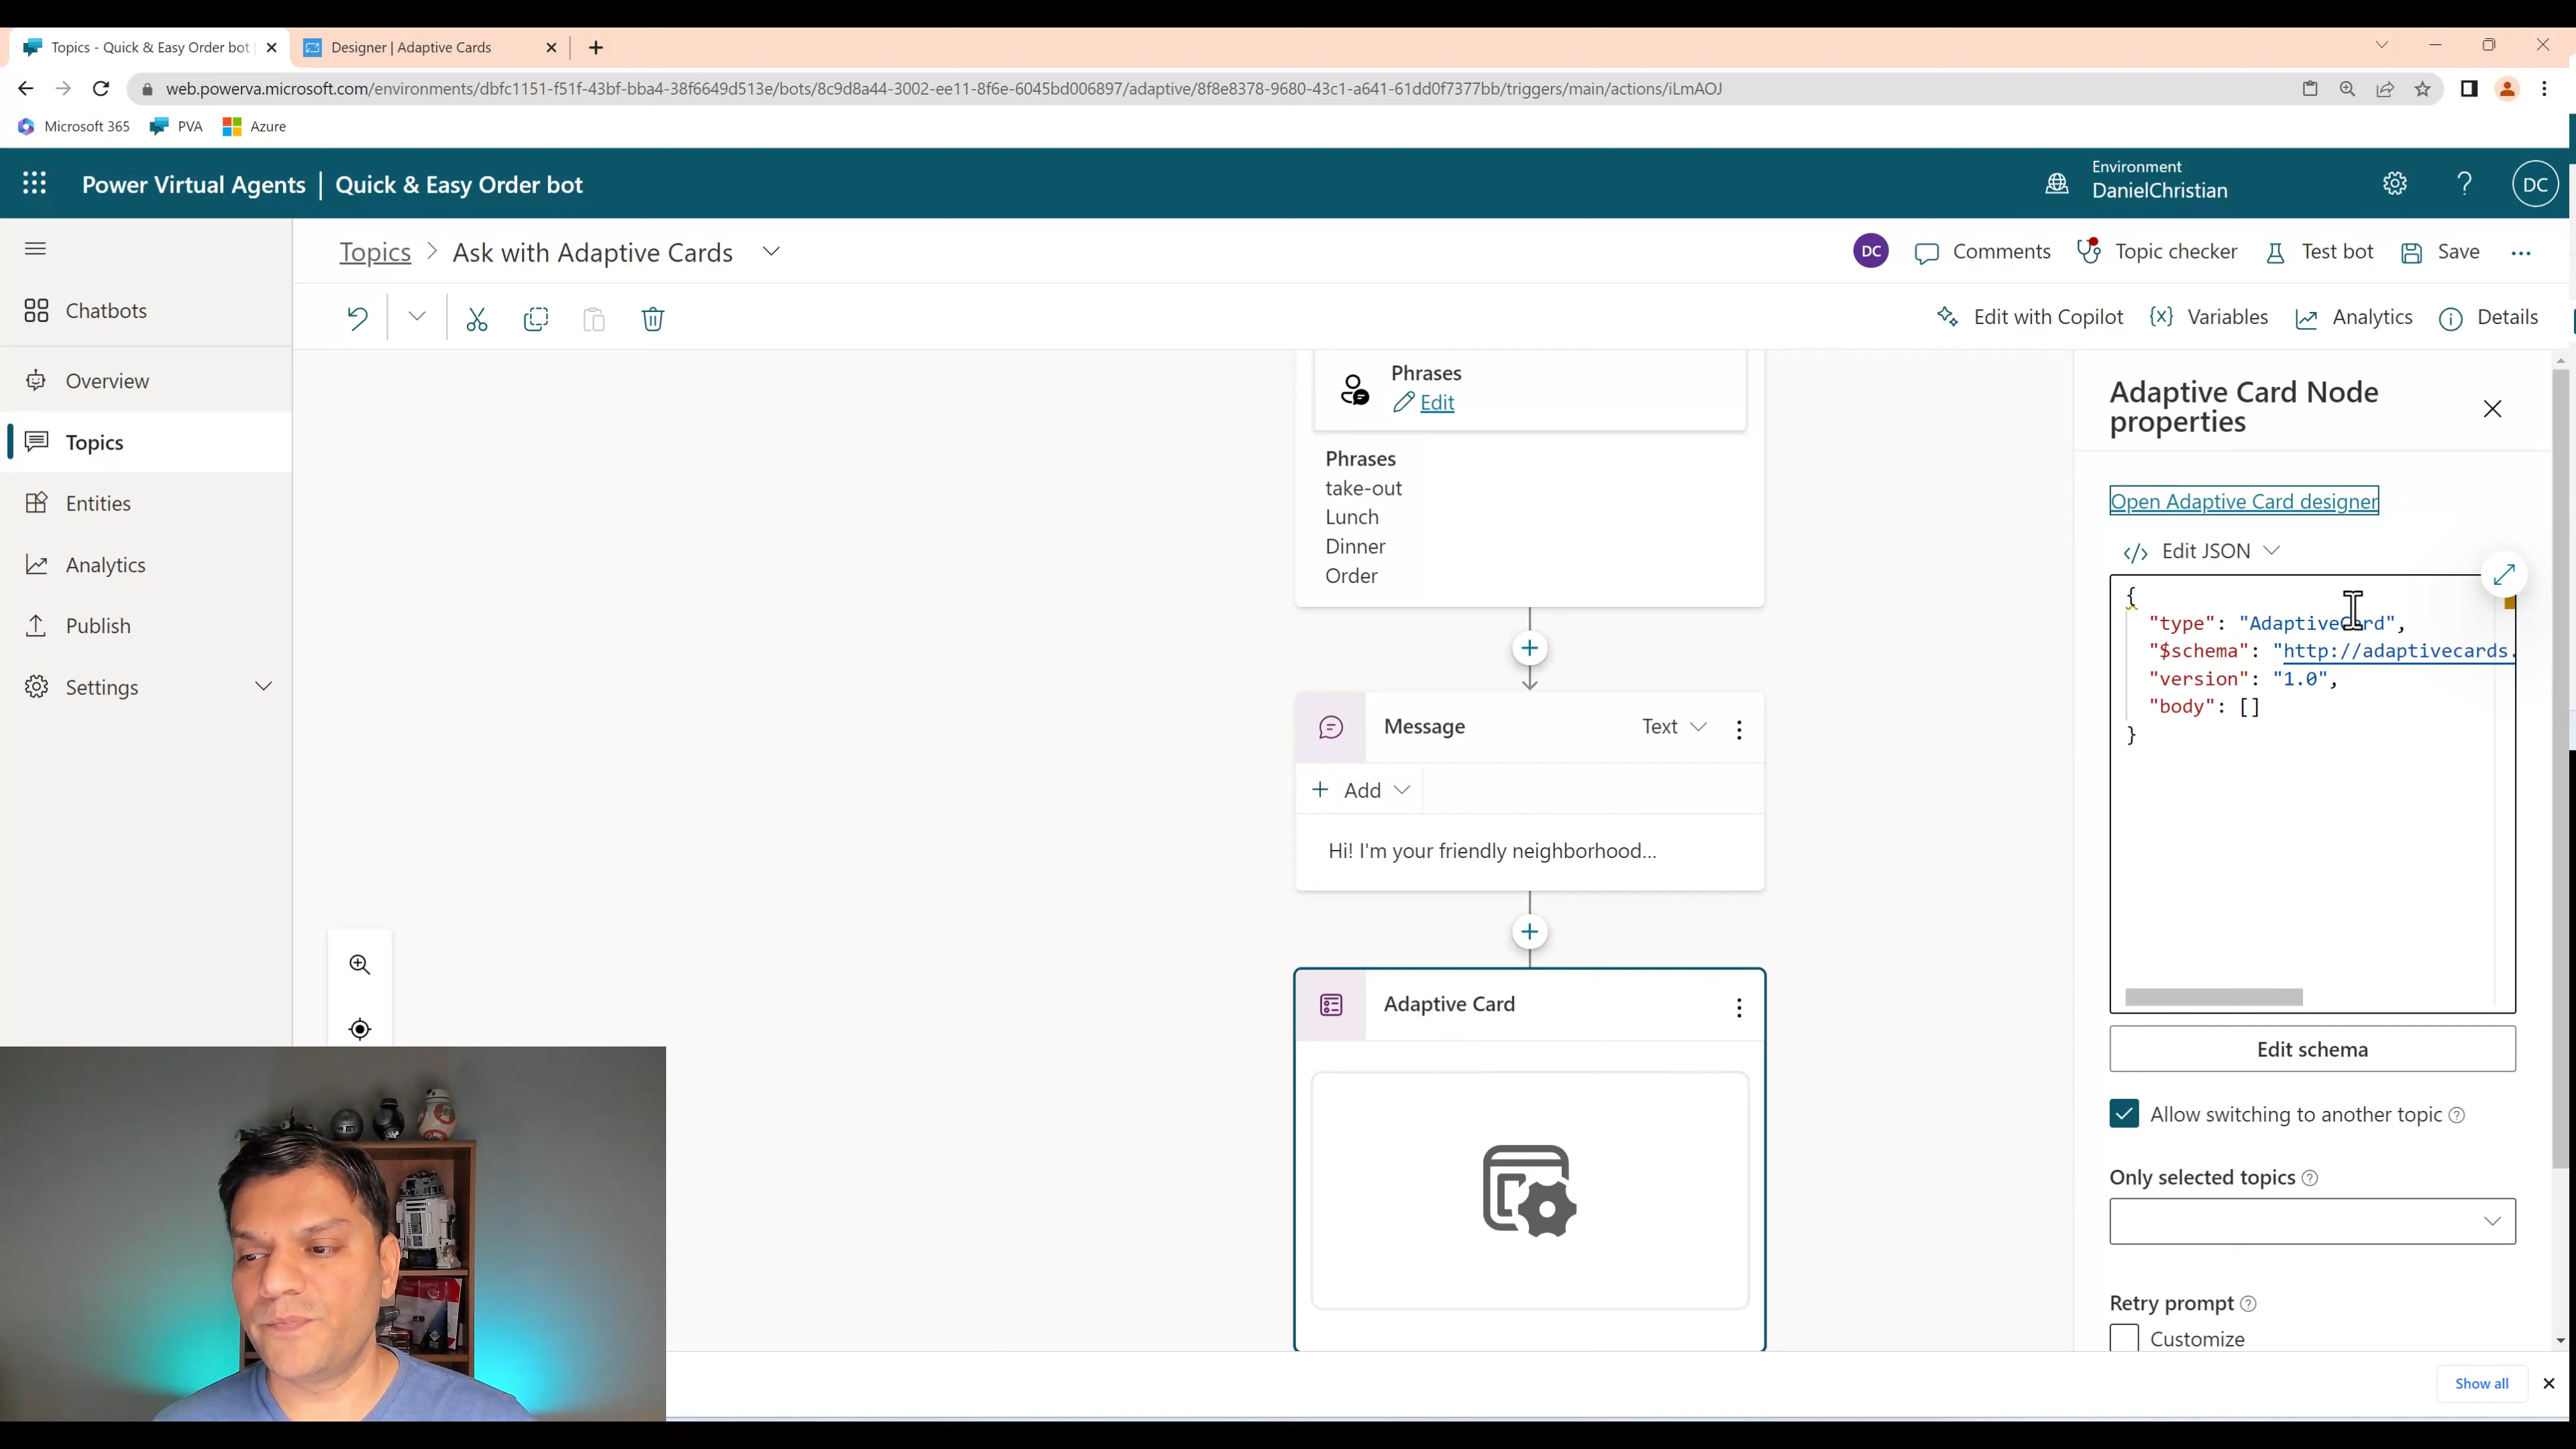 Topics - Quick & Easy Order bot |
Designer | Adaptive Cards
web.powerva.microsoft.com/environments/dbfc1151-f51f-43bf-bba4-38f6649d513e/bots/8c9d8a44-3002-ee11-8f6e-6045bd006897/adaptive/8f8e8378-9680-43c1-a641-61dd0f7377bb/triggers/main/actions/iLmAOJ
Microsoft 365
PVA
Azure
Power Virtual Agents | Quick & Easy Order bot
Environment
DanielChristian
DC
Topics > Ask with Adaptive Cards
DC
Comments
Topic checker
Test bot
Save
Edit with Copilot
Variables
Analytics
Details
Chatbots
Overview
Topics
Entities
Analytics
Publish
Settings
Phrases
Edit
Phrases
take-out
Lunch
Dinner
Order
Message
Text
Add
Hi! I'm your friendly neighborhood...
Adaptive Card
Adaptive Card Node
properties
Open Adaptive Card designer
</> Edit JSON
{
"type": "AdaptiveCard",
"$schema": "http://adaptivecards.
"version": "1.0",
"body": []
}
Edit schema
Allow switching to another topic
Only selected topics
Retry prompt
Customize
Show all